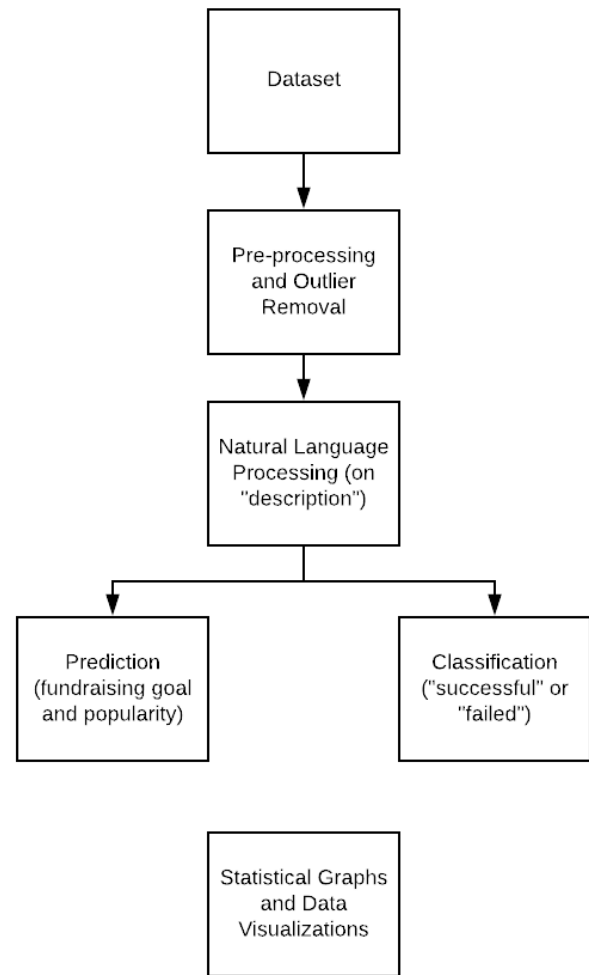 Dataset
Pre-processing
and Outlier
Removal
Natural Language
Processing (on
"description")
Prediction
(fundraising goal
and popularity)
Classification
("successful" or
"failed")
Statistical Graphs
and Data
Visualizations